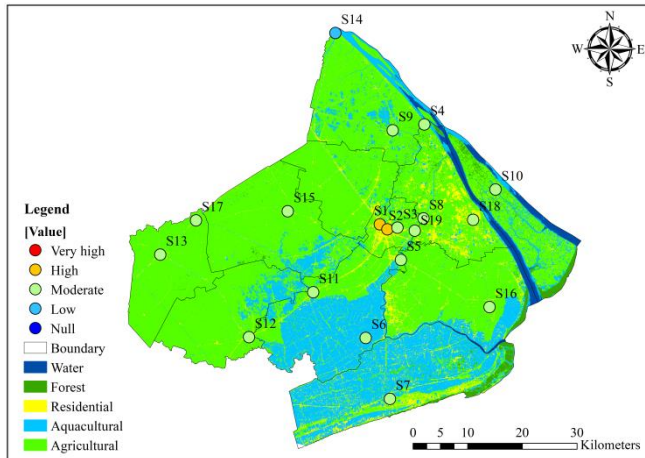 S14
N
W E
S
S9
S4
S10
S15
S17
S13
S1
S2
S3
S8
S19
S18
S5
S11
S16
S12
S6
S7
Legend
[Value]
Very high
High
Moderate
Low
Null
Boundary
Water
Forest
Residential
Aquacultural
Agricultural
0 5 10 20 30
Kilometers